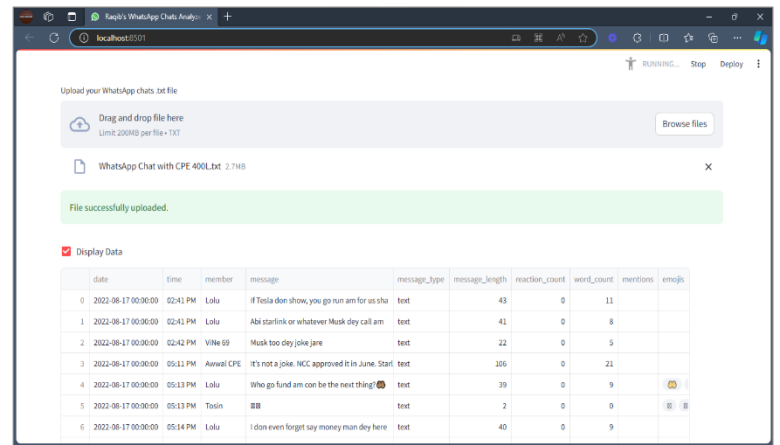 Raqib's WhatsApp Chats Analyz
localhost:8501
RUNNING... Stop Deploy
Upload your WhatsApp chats .txt file
Drag and drop file here
Limit 200MB per file • TXT
Browse files
WhatsApp Chat with CPE 400L.txt 2.7MB
File successfully uploaded.
Display Data
date time member message message_type message_length reaction_count word_count mentions emojis
0 2022-08-17 00:00:00 02:41 PM Lolu If Tesla don show, you go run am for us sha text 43 0 11
1 2022-08-17 00:00:00 02:41 PM Lolu Abi starlink or whatever Musk dey call am text 41 0 8
2 2022-08-17 00:00:00 02:42 PM ViNe 69 Musk too dey joke jare text 22 0 5
3 2022-08-17 00:00:00 05:11 PM Awwal CPE It's not a joke. NCC approved it in June. Starl text 106 0 21
4 2022-08-17 00:00:00 05:13 PM Lolu Who go fund am con be the next thing? text 39 0 9
5 2022-08-17 00:00:00 05:13 PM Tosin text 2 0 0
6 2022-08-17 00:00:00 05:14 PM Lolu I don even forget say money man dey here text 40 0 9